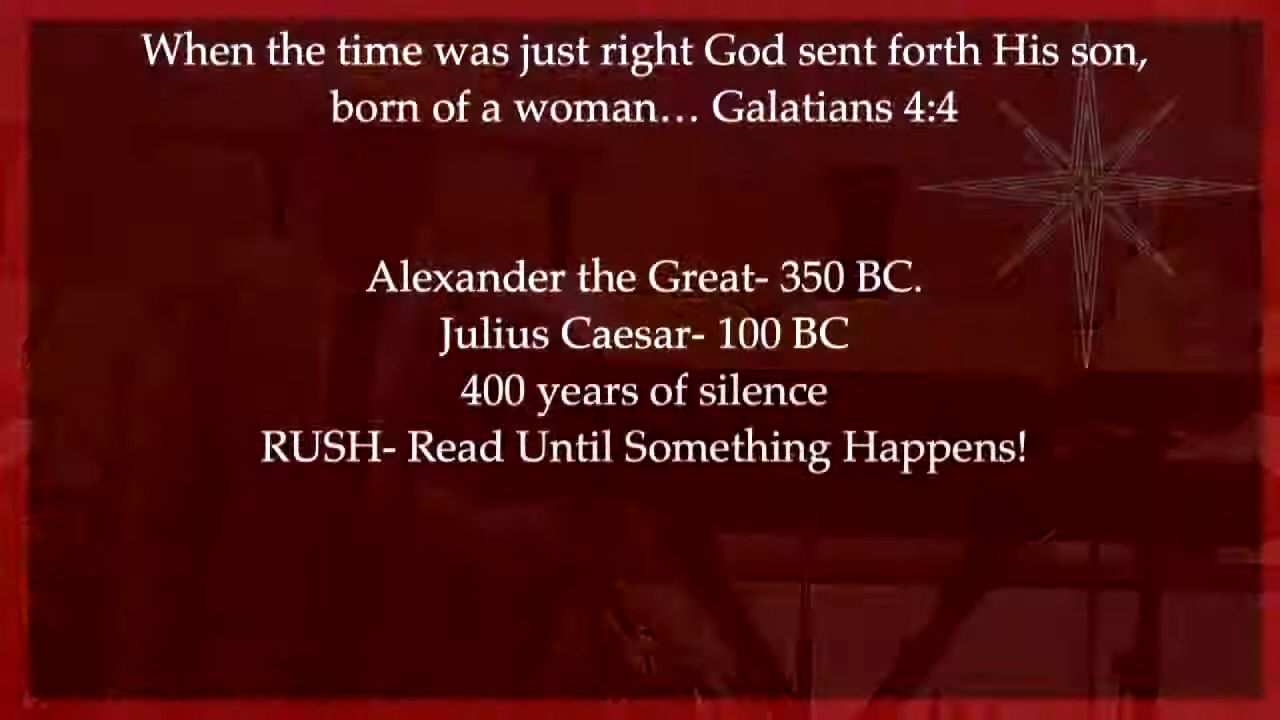 When the time was just right God sent forth His son,
born of a woman… Galatians 4:4
Alexander the Great- 350 BC.
Julius Caesar- 100 BC
400 years of silence
RUSH- Read Until Something Happens!